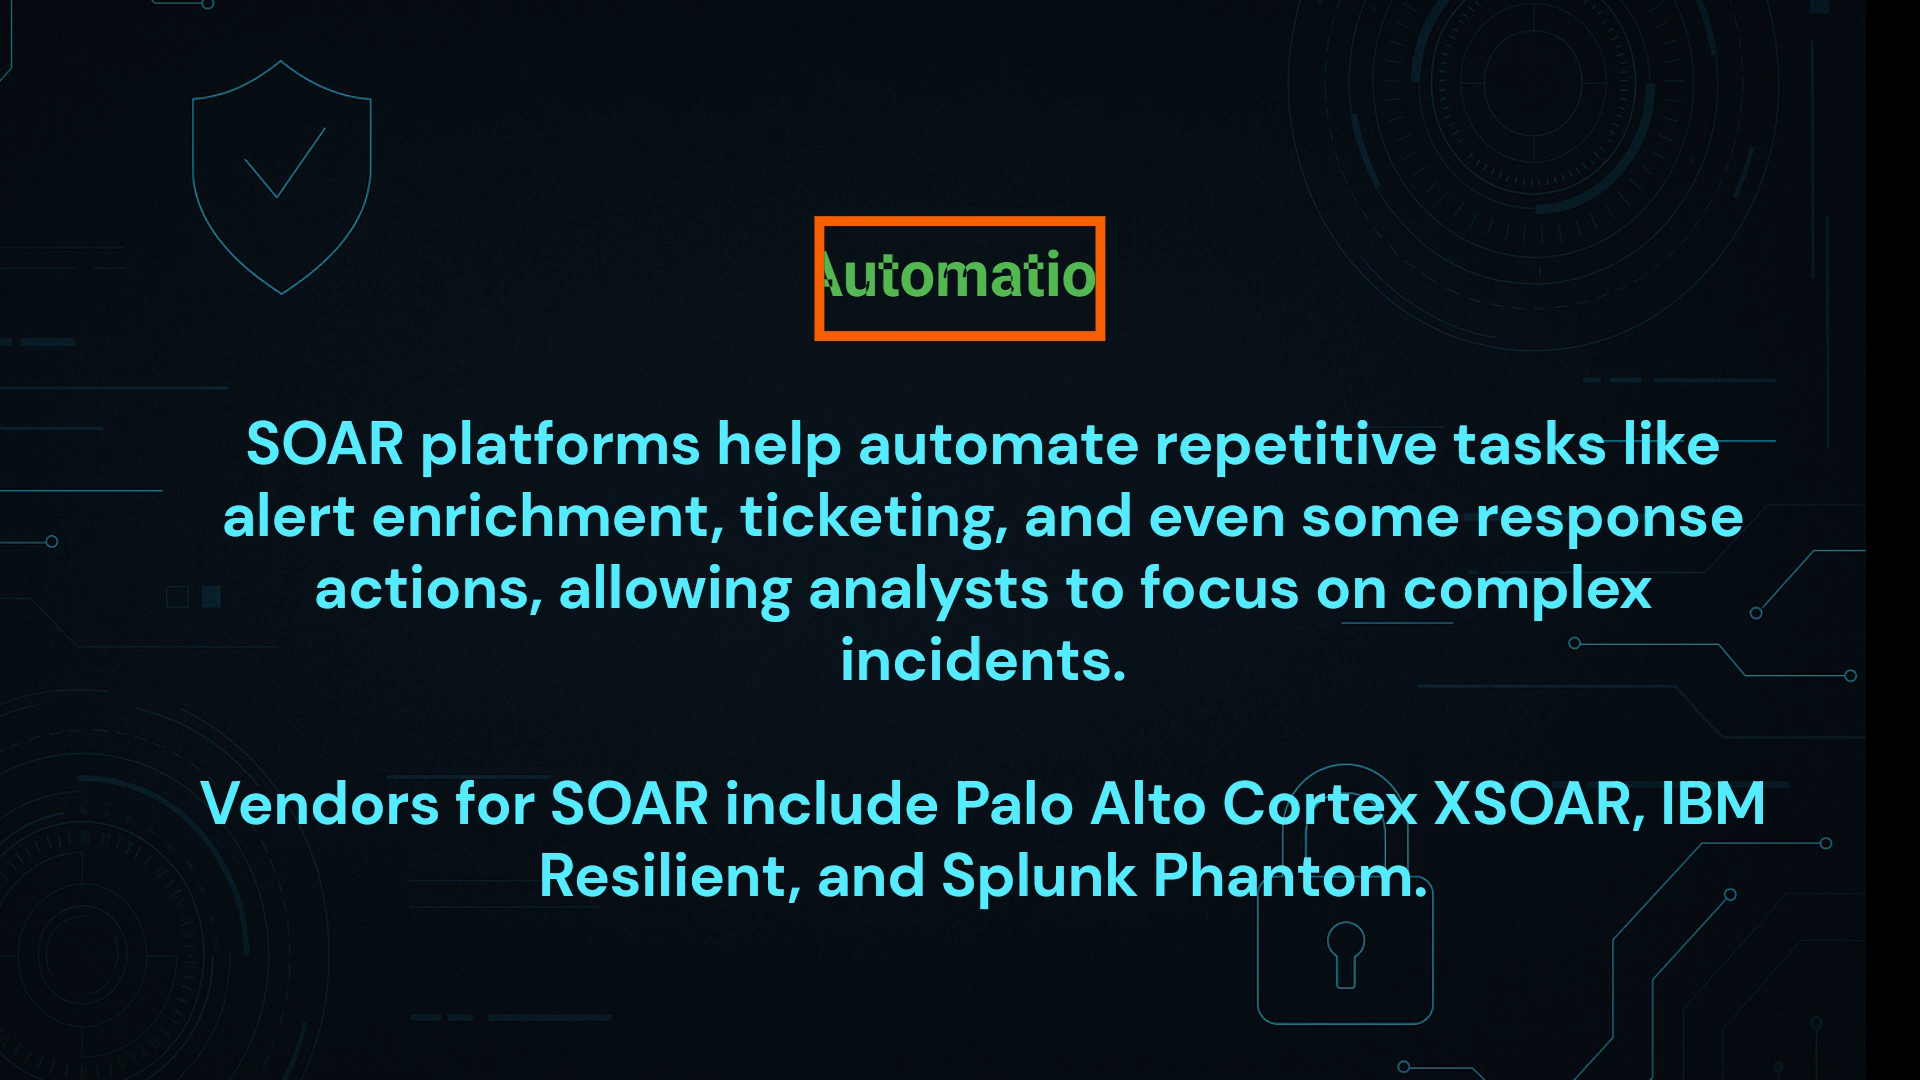 Automatio
SOAR platforms help automate repetitive tasks like
alert enrichment, ticketing, and even some response
actions, allowing analysts to focus on complex
incidents.
Vendors for SOAR include Palo Alto Cortex XSOAR, IBM
Resilient, and Splunk Phantom.